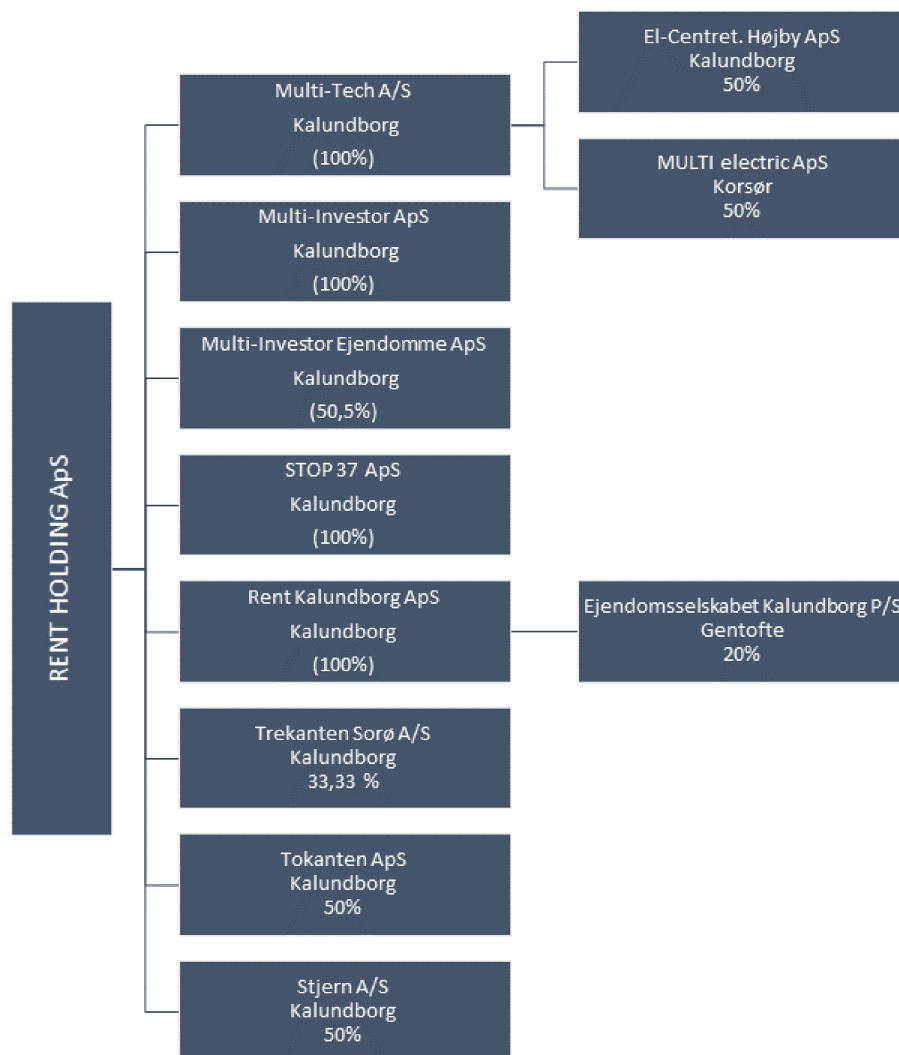 RENT HOLDING ApS
Multi-Tech A/S
Kalundborg
(100%)
El-Centret. Højby ApS
Kalundborg
50%
MULTI electric ApS
Korsør
50%
Multi-Investor ApS
Kalundborg
(100%)
Multi-Investor Ejendomme ApS
Kalundborg
(50,5%)
STOP 37 ApS
Kalundborg
(100%)
Rent Kalundborg ApS
Kalundborg
(100%)
Ejendomsselskabet Kalundborg P/S
Gentofte
20%
Trekanten Sorø A/S
Kalundborg
33,33 %
Tokanten ApS
Kalundborg
50%
Stjern A/S
Kalundborg
50%